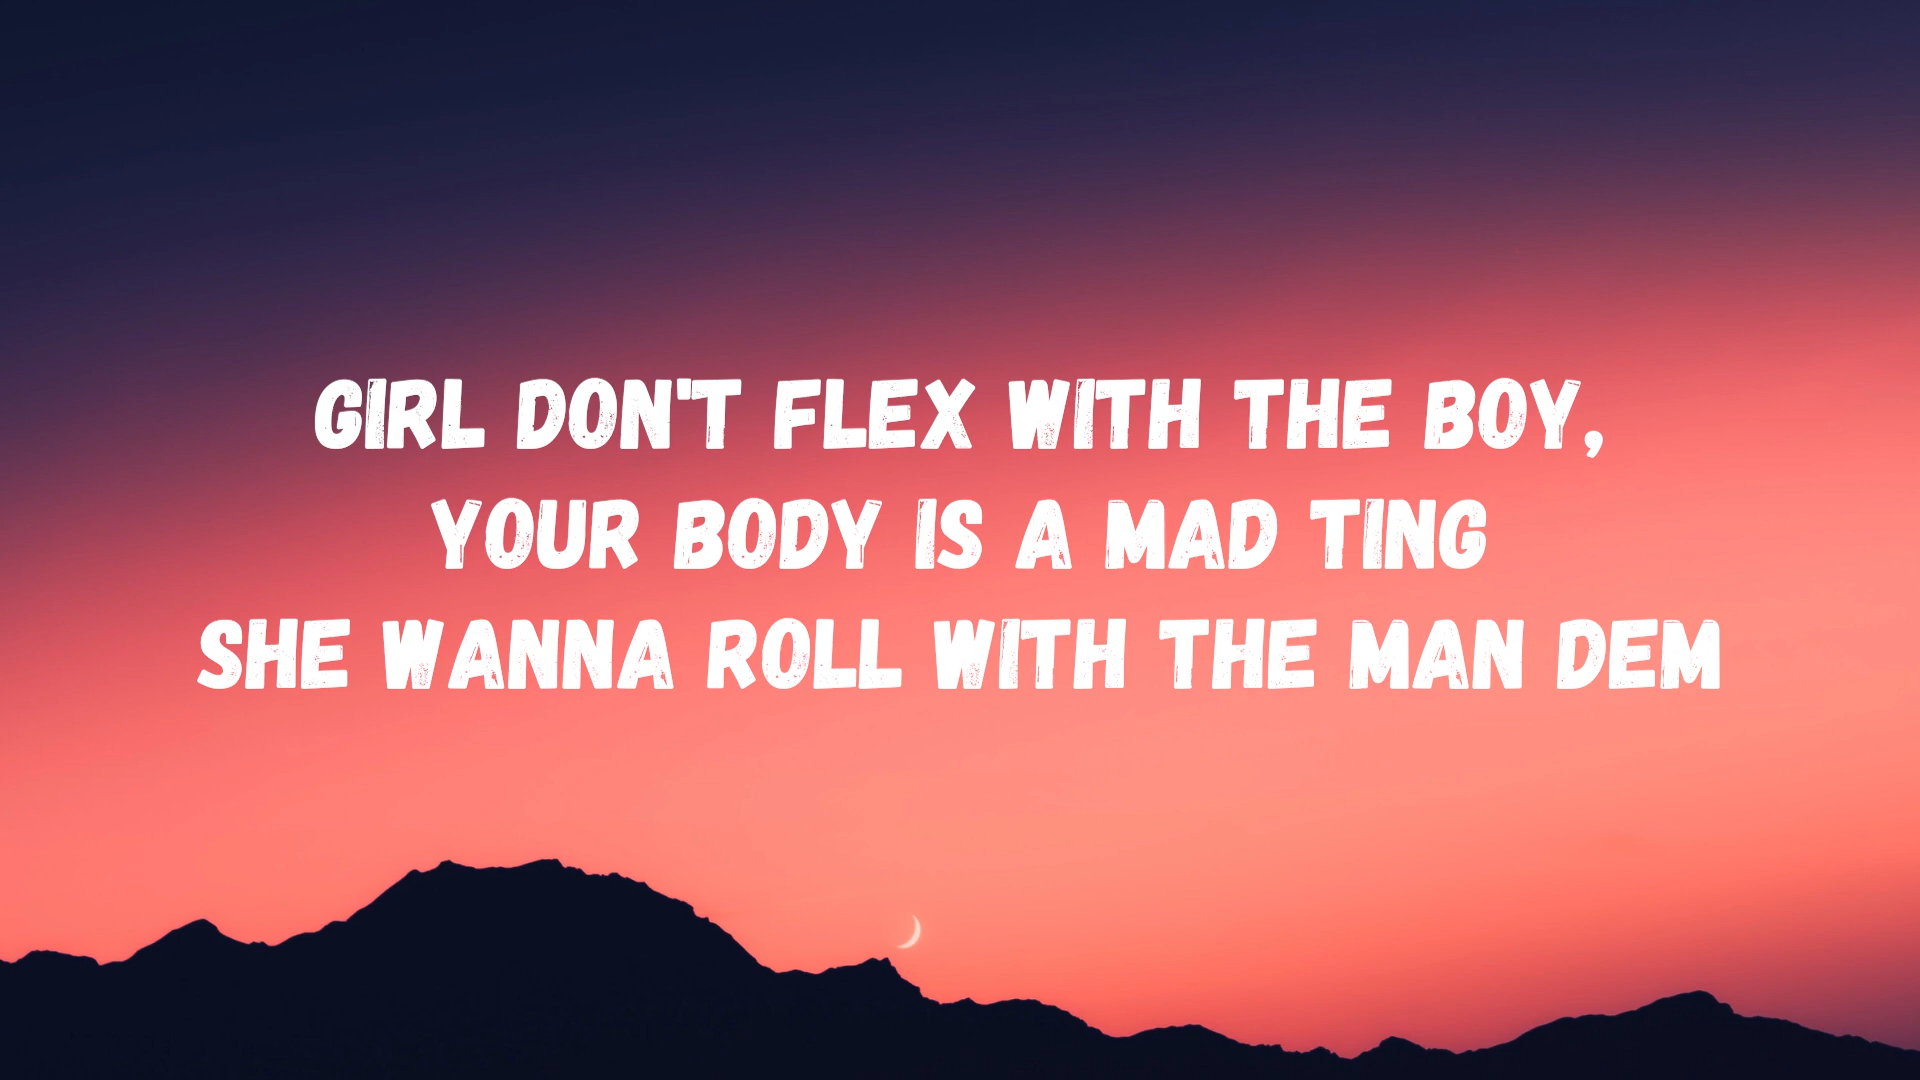 GIRL DON'T FLEX WITH THE BOY,
YOUR BODY IS A MAD TING
SHE WANNA ROLL WITH THE MAN DEM